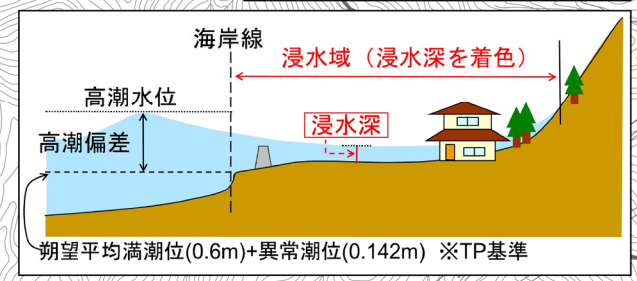 海岸線
浸水域（浸水深を着色）
高潮水位
高潮偏差
浸水深
朔望平均満潮位(0.6m)+異常潮位(0.142m) ※TP基準